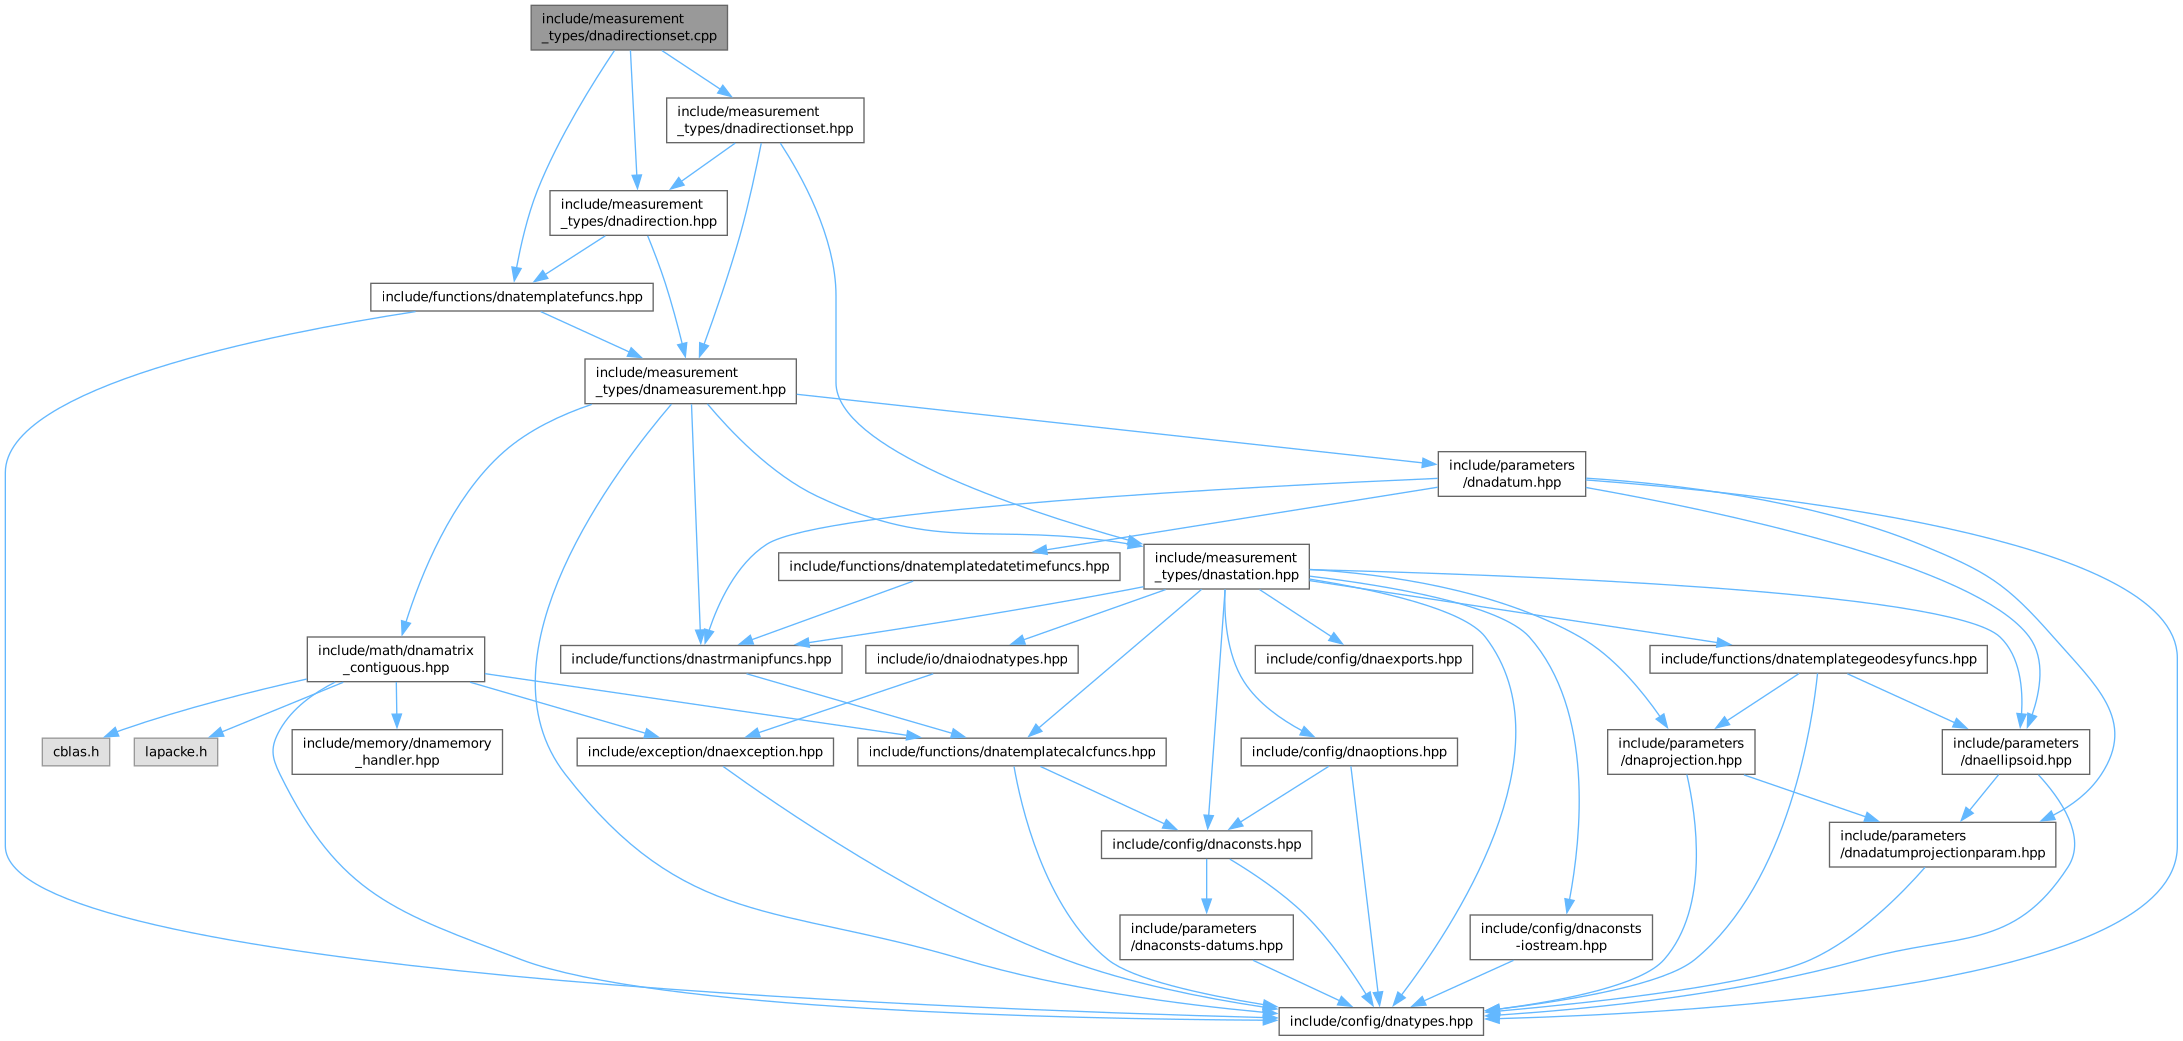 include/measurement
_types/dnadirectionset.cpp
include/measurement
_types/dnadirectionset.hpp
include/measurement
_types/dnadirection.hpp
include/functions/dnatemplatefuncs.hpp
include/measurement
_types/dnameasurement.hpp
include/parameters
/dnadatum.hpp
include/functions/dnatemplatedatetimefuncs.hpp
include/measurement
_types/dnastation.hpp
include/math/dnamatrix
_contiguous.hpp
include/functions/dnastrmanipfuncs.hpp
include/io/dnaiodnatypes.hpp
include/config/dnaexports.hpp
include/functions/dnatemplategeodesyfuncs.hpp
cblas.h
lapacke.h
include/memory/dnamemory
_handler.hpp
include/exception/dnaexception.hpp
include/functions/dnatemplatecalcfuncs.hpp
include/config/dnaoptions.hpp
include/parameters
/dnaprojection.hpp
include/parameters
/dnaellipsoid.hpp
include/config/dnaconsts.hpp
include/parameters
/dnadatumprojectionparam.hpp
include/parameters
/dnaconsts-datums.hpp
include/config/dnaconsts
-iostream.hpp
include/config/dnatypes.hpp